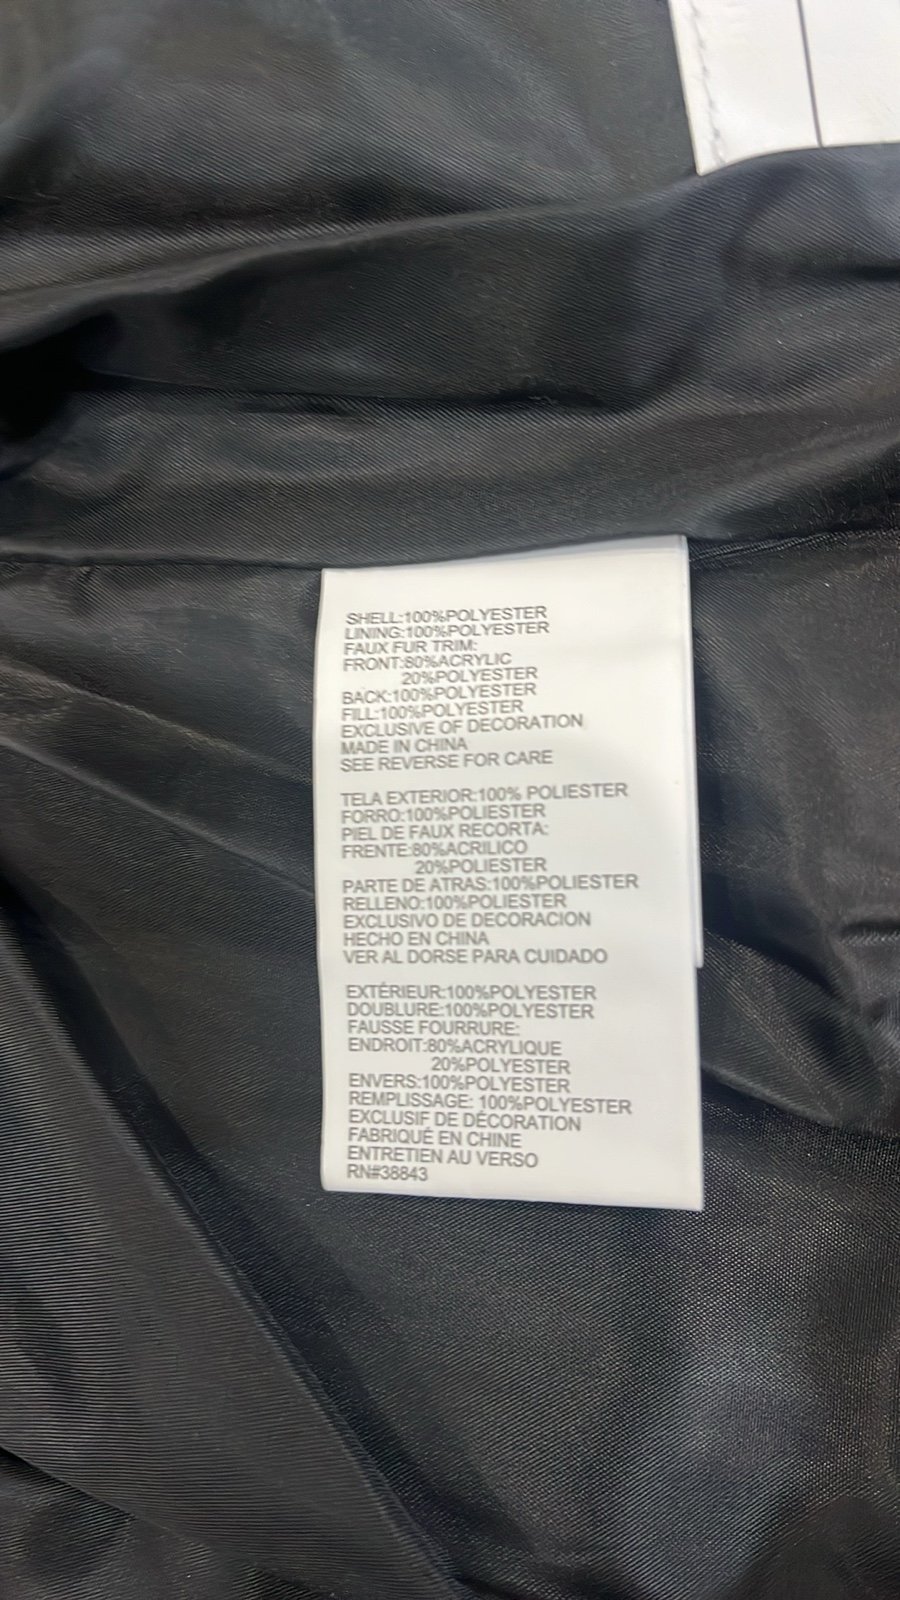 SHELL:100%POLYESTER
LINING:100%POLYESTER
FAUX FUR TRIM:
FRONT:80%ACRYLIC
20%POLYESTER
BACK:100%POLYESTER
FILL:100%POLYESTER
EXCLUSIVE OF DECORATION
MADE IN CHINA
SEE REVERSE FOR CARE
TELA EXTERIOR:100% POLIESTER
FORRO:100%POLIESTER
PIEL DE FAUX RECORTA:
FRENTE:80%ACRILICO
20%POLIESTER
PARTE DE ATRAS:100%POLIESTER
RELLENO:100%POLIESTER
EXCLUSIVO DE DECORACION
HECHO EN CHINA
VER AL DORSE PARA CUIDADO
EXTÉRIEUR:100%POLYESTER
DOUBLURE:100%POLYESTER
FAUSSE FOURRURE:
ENDROIT:80%ACRYLIQUE
20%POLYESTER
ENVERS:100%POLYESTER
REMPLISSAGE: 100%POLYESTER
EXCLUSIF DE DÉCORATION
FABRIQUÉ EN CHINE
ENTRETIEN AU VERSO
RN#38843